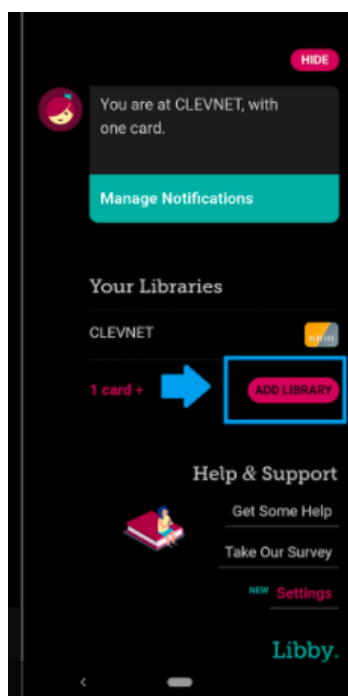 HIDE
You are at CLEVNET, with
one card.
Manage Notifications
Your Libraries
CLEVNET
1 card +
ADD LIBRARY
Help & Support
Get Some Help
Take Our Survey
NEW Settings
Libby.